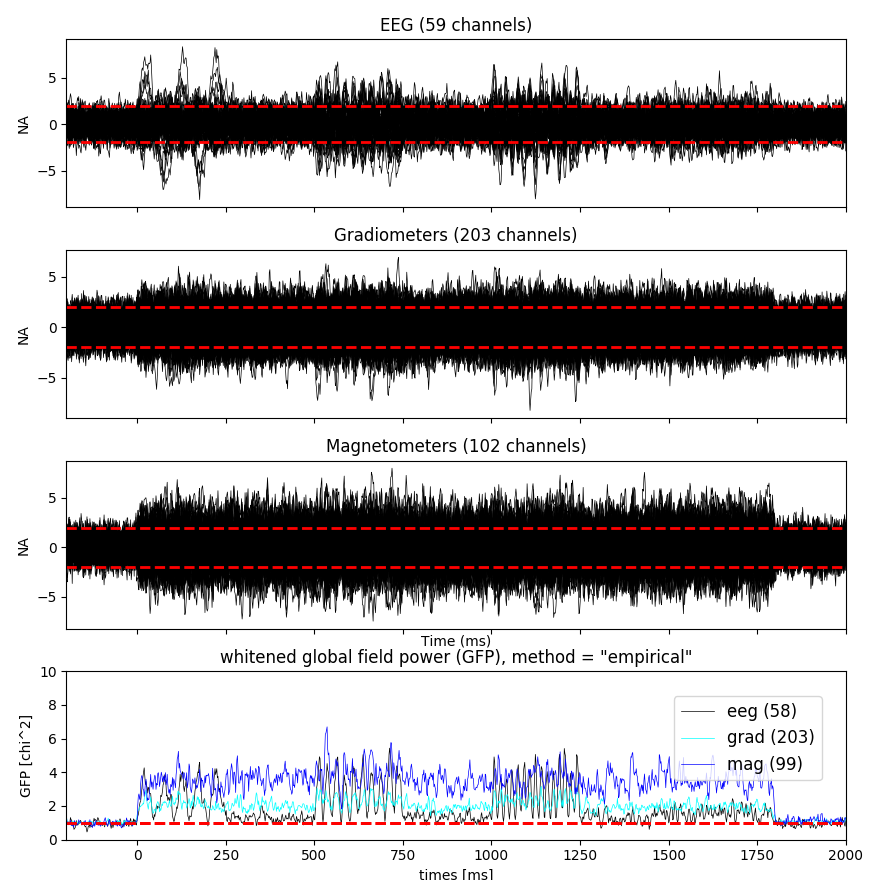 EEG (59 channels)
5
0
−5
NA
Gradiometers (203 channels)
5
0
−5
NA
Magnetometers (102 channels)
5
0
−5
NA
Time (ms)
whitened global field power (GFP), method = "empirical"
10
8
6
4
2
0
GFP [chi^2]
eeg (58)
grad (203)
mag (99)
0 250 500 750 1000 1250 1500 1750 2000
times [ms]